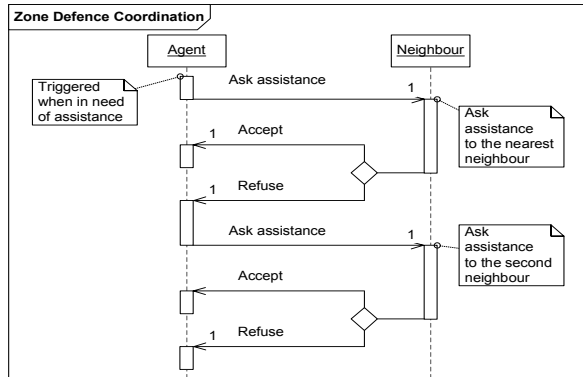 Zone Defence Coordination
Agent
Neighbour
Triggered
when in need
of assistance
Ask assistance
1
Ask
assistance
to the nearest
neighbour
1
Accept
1
Refuse
Ask assistance
1
Ask
assistance
to the second
neighbour
Accept
1
Refuse